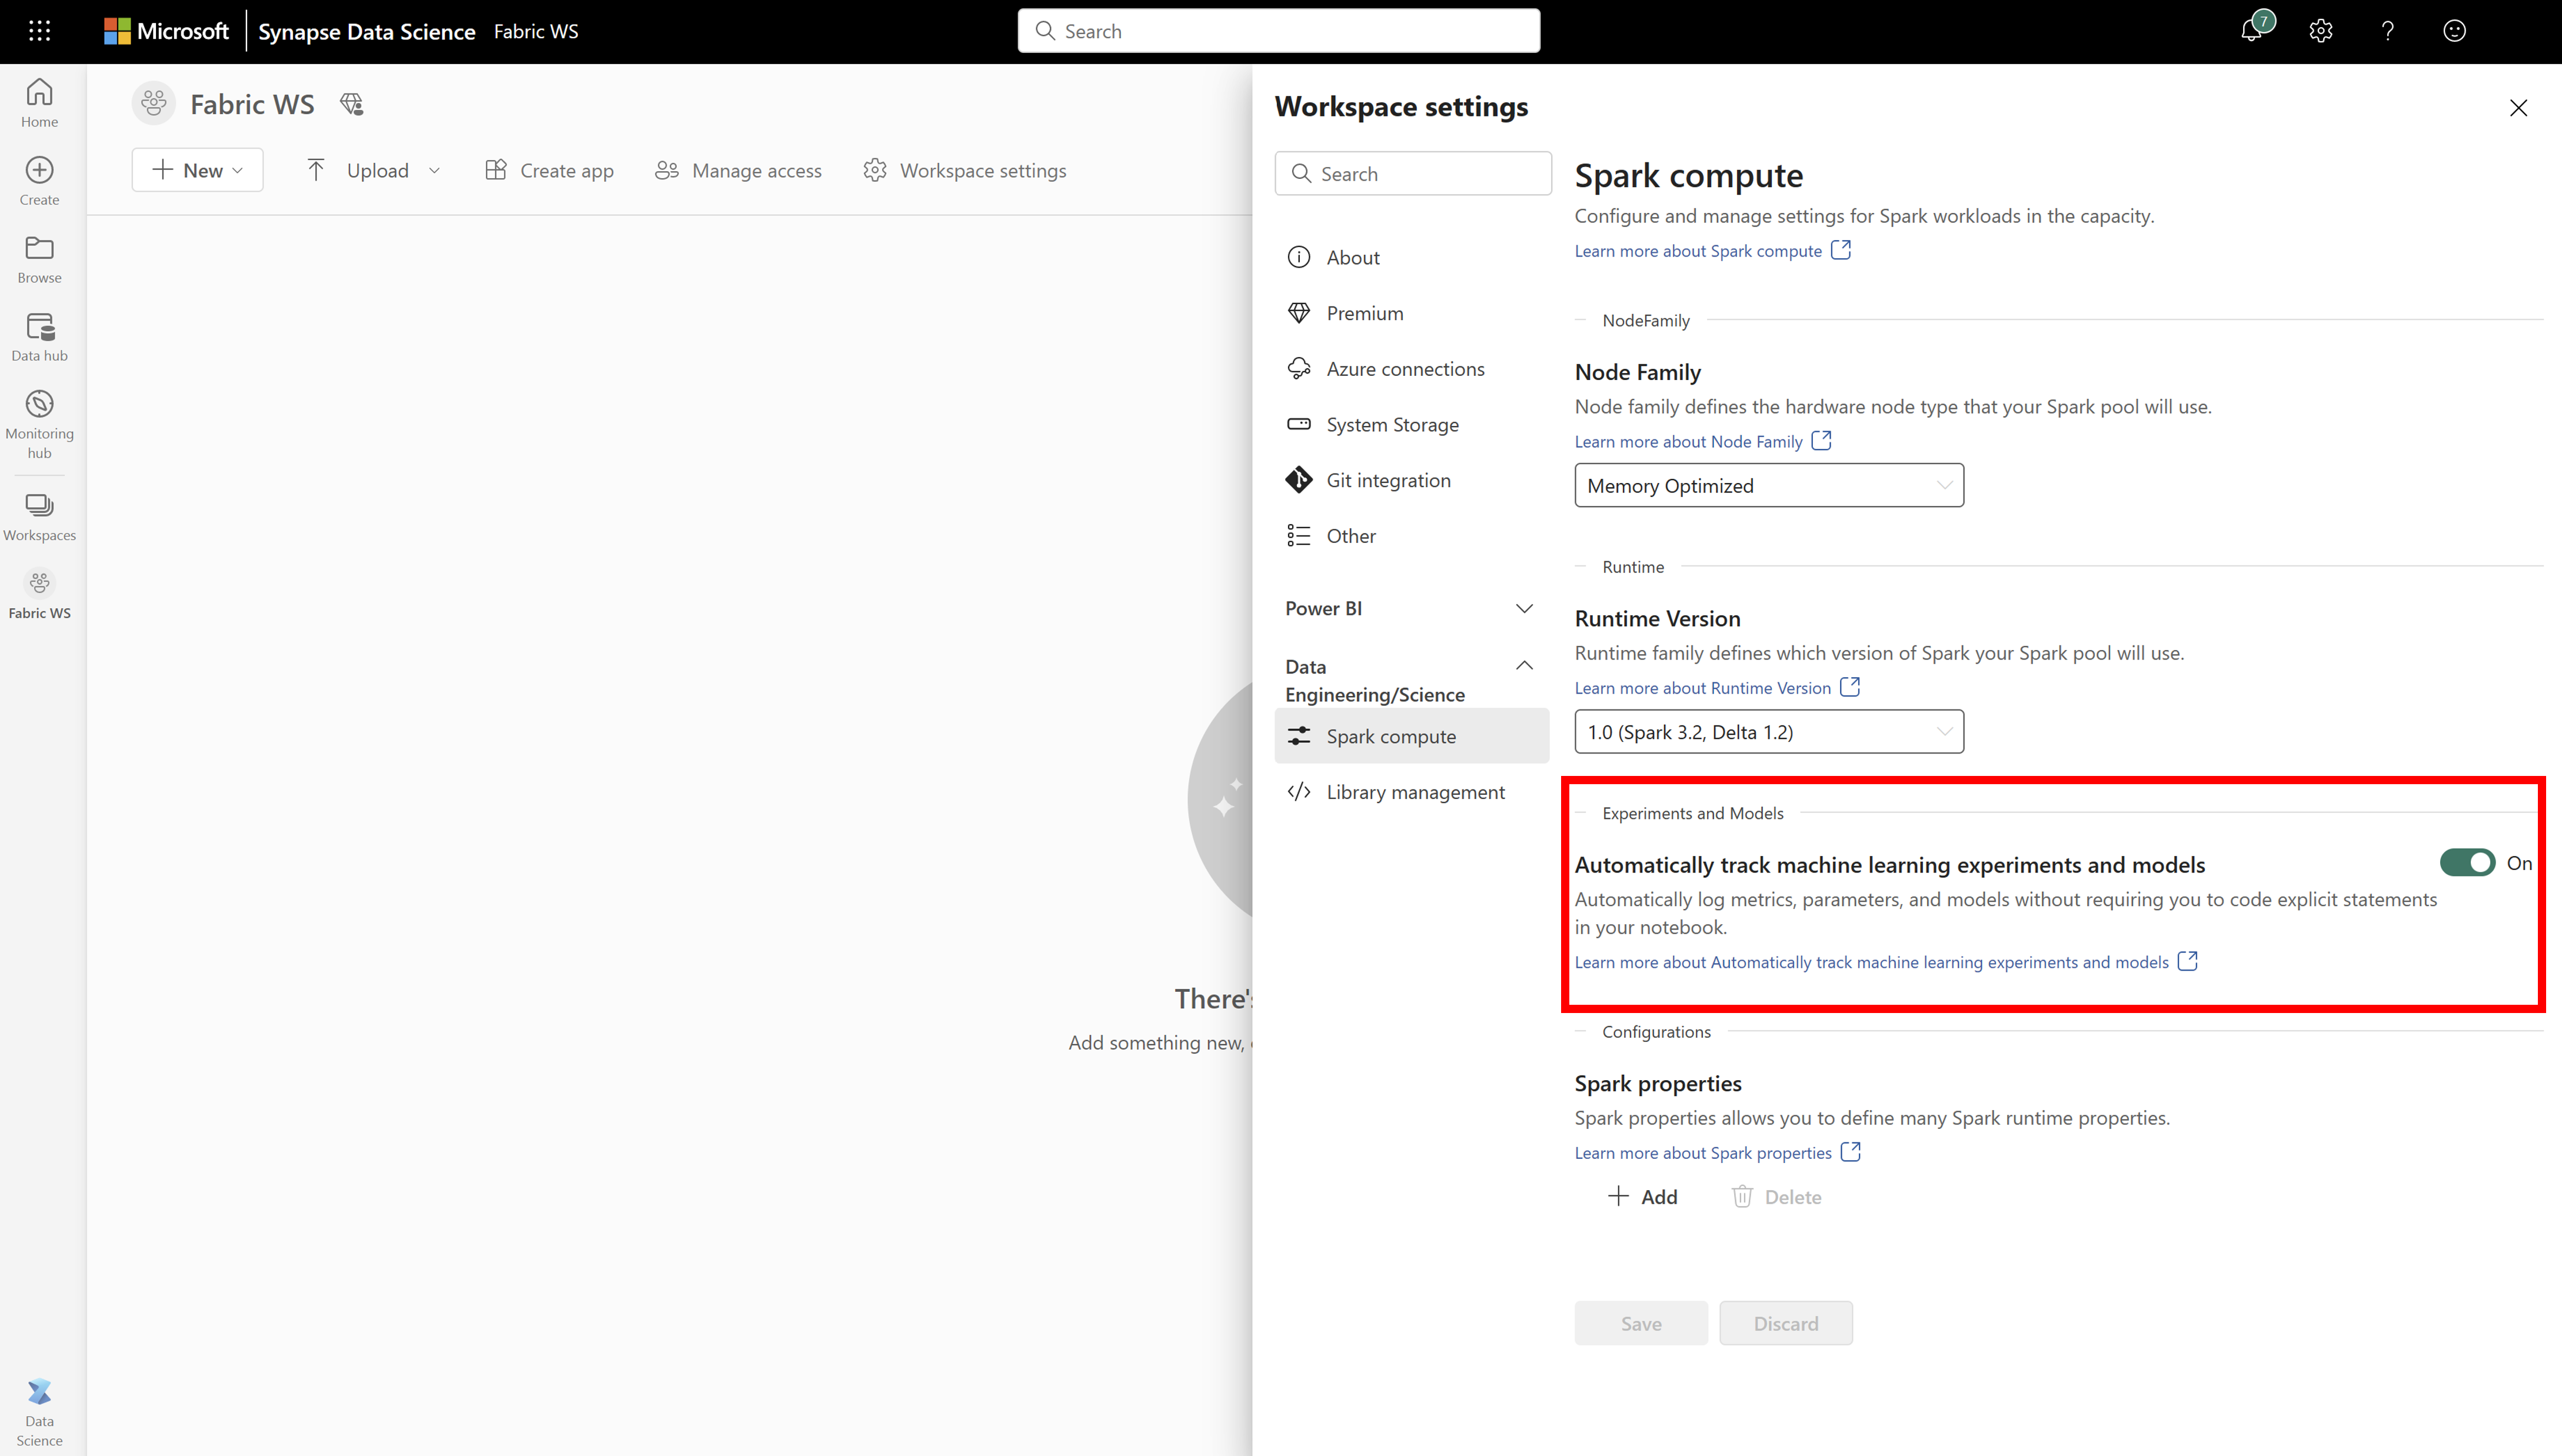 Microsoft
Synapse Data Science
Fabric WS
Search
7
Home
Create
Browse
Data hub
Monitoring
hub
Workspaces
Fabric WS
Data
Science
Fabric WS
New
Upload
Create app
Manage access
Workspace settings
There's
Add something new,
Workspace settings
Search
About
Premium
Azure connections
System Storage
Git integration
Other
Power BI
Data
Engineering/Science
Spark compute
Library management
Spark compute
Configure and manage settings for Spark workloads in the capacity.
Learn more about Spark compute
NodeFamily
Node Family
Node family defines the hardware node type that your Spark pool will use.
Learn more about Node Family
Memory Optimized
Runtime
Runtime Version
Runtime family defines which version of Spark your Spark pool will use.
Learn more about Runtime Version
1.0 (Spark 3.2, Delta 1.2)
Experiments and Models
Automatically track machine learning experiments and models
On
Automatically log metrics, parameters, and models without requiring you to code explicit statements
in your notebook.
Learn more about Automatically track machine learning experiments and models
Configurations
Spark properties
Spark properties allows you to define many Spark runtime properties.
Learn more about Spark properties
Add
Delete
Save
Discard